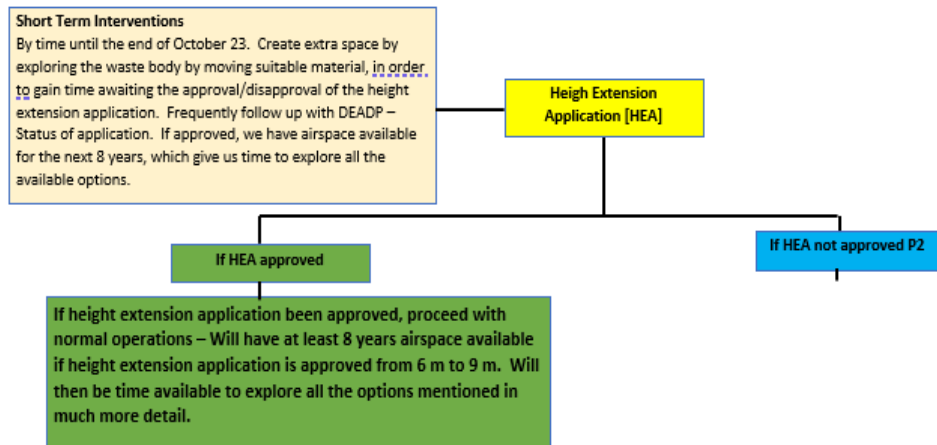 Short Term Interventions
By time until the end of October 23.  Create extra space by
exploring the waste body by moving suitable material, in order
to gain time awaiting the approval/disapproval of the height
extension application.  Frequently follow up with DEADP –
Status of application.  If approved, we have airspace available
for the next 8 years, which give us time to explore all the
available options.
Heigh Extension
Application [HEA]
If HEA approved
If HEA not approved P2
If height extension application been approved, proceed with
normal operations – Will have at least 8 years airspace available
if height extension application is approved from 6 m to 9 m.  Will
then be time available to explore all the options mentioned in
much more detail.